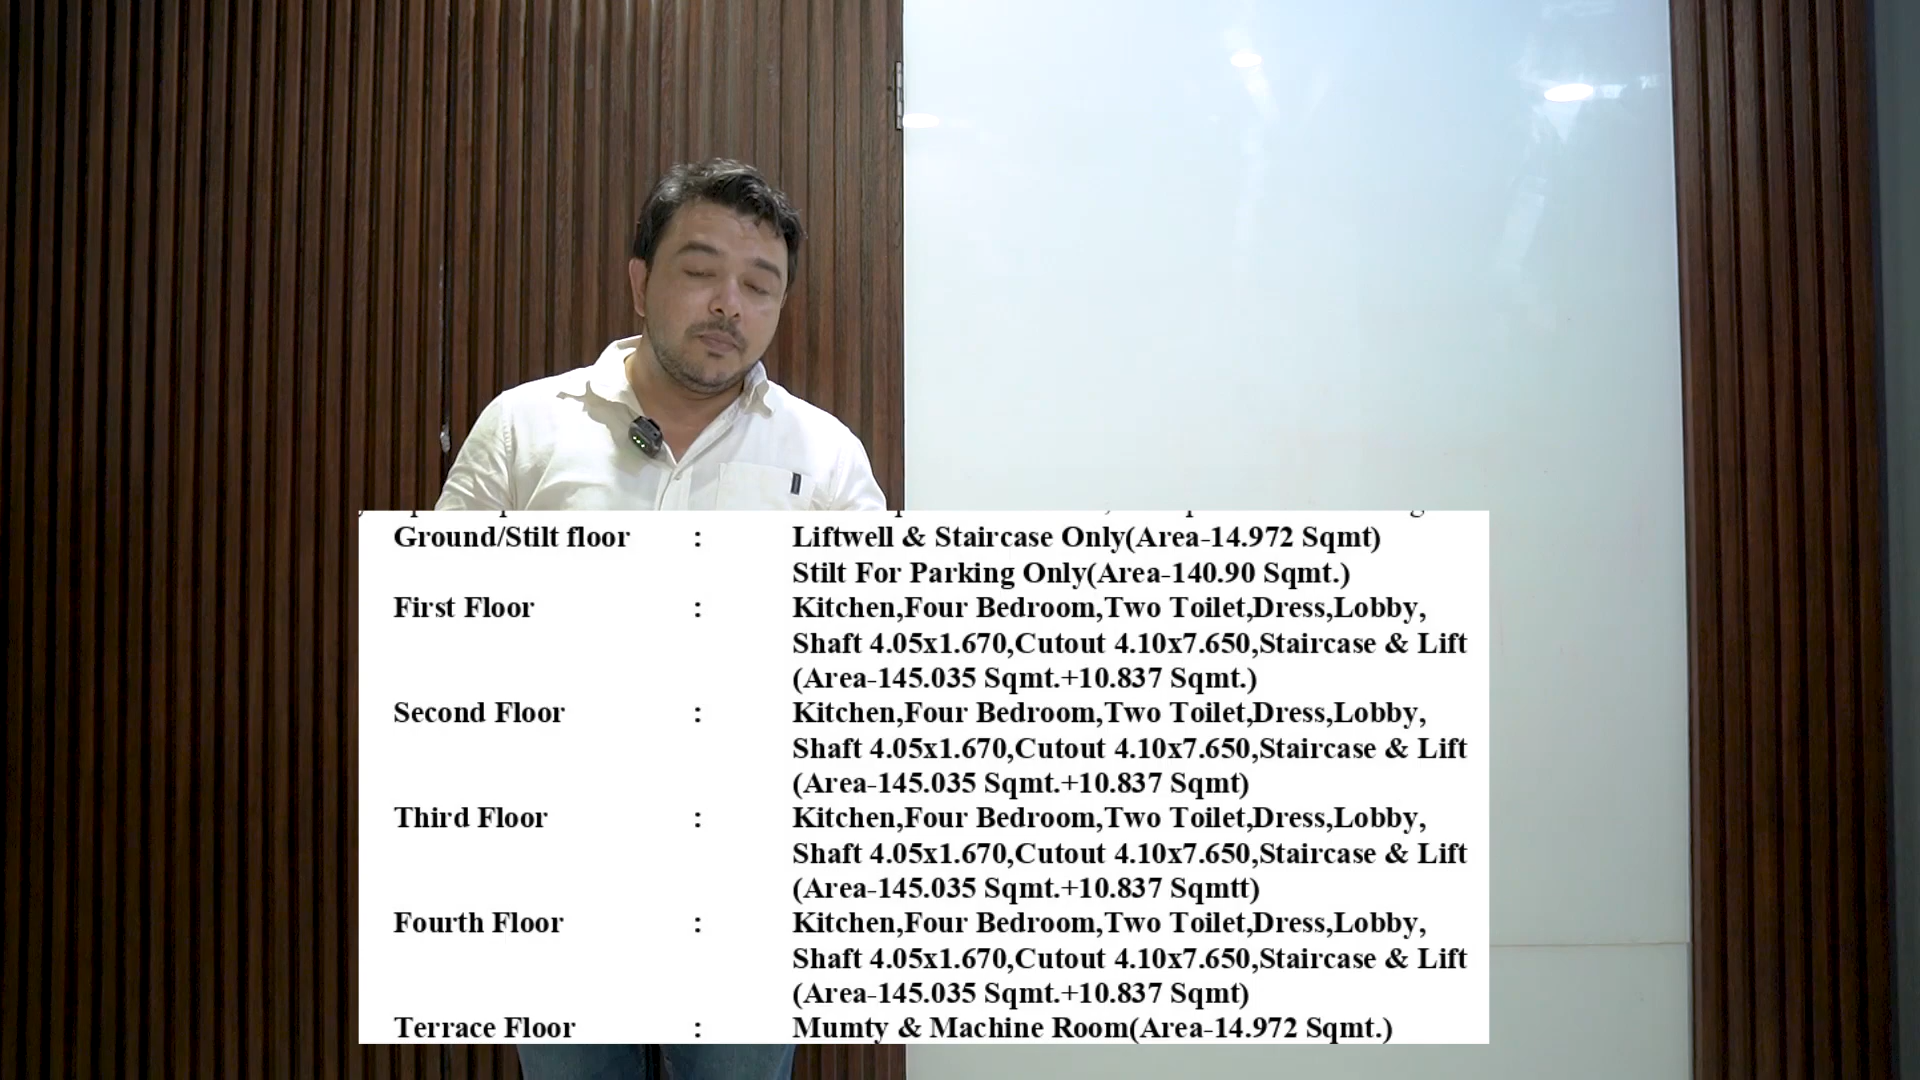 Ground/Stilt floor : Liftwell & Staircase Only(Area-14.972 Sqmt)
Stilt For Parking Only(Area-140.90 Sqmt.)
First Floor : Kitchen,Four Bedroom,Two Toilet,Dress,Lobby,
Shaft 4.05x1.670,Cutout 4.10x7.650,Staircase & Lift
(Area-145.035 Sqmt.+10.837 Sqmt.)
Second Floor : Kitchen,Four Bedroom,Two Toilet,Dress,Lobby,
Shaft 4.05x1.670,Cutout 4.10x7.650,Staircase & Lift
(Area-145.035 Sqmt.+10.837 Sqmt)
Third Floor : Kitchen,Four Bedroom,Two Toilet,Dress,Lobby,
Shaft 4.05x1.670,Cutout 4.10x7.650,Staircase & Lift
(Area-145.035 Sqmt.+10.837 Sqmtt)
Fourth Floor : Kitchen,Four Bedroom,Two Toilet,Dress,Lobby,
Shaft 4.05x1.670,Cutout 4.10x7.650,Staircase & Lift
(Area-145.035 Sqmt.+10.837 Sqmt)
Terrace Floor : Mumty & Machine Room(Area-14.972 Sqmt.)